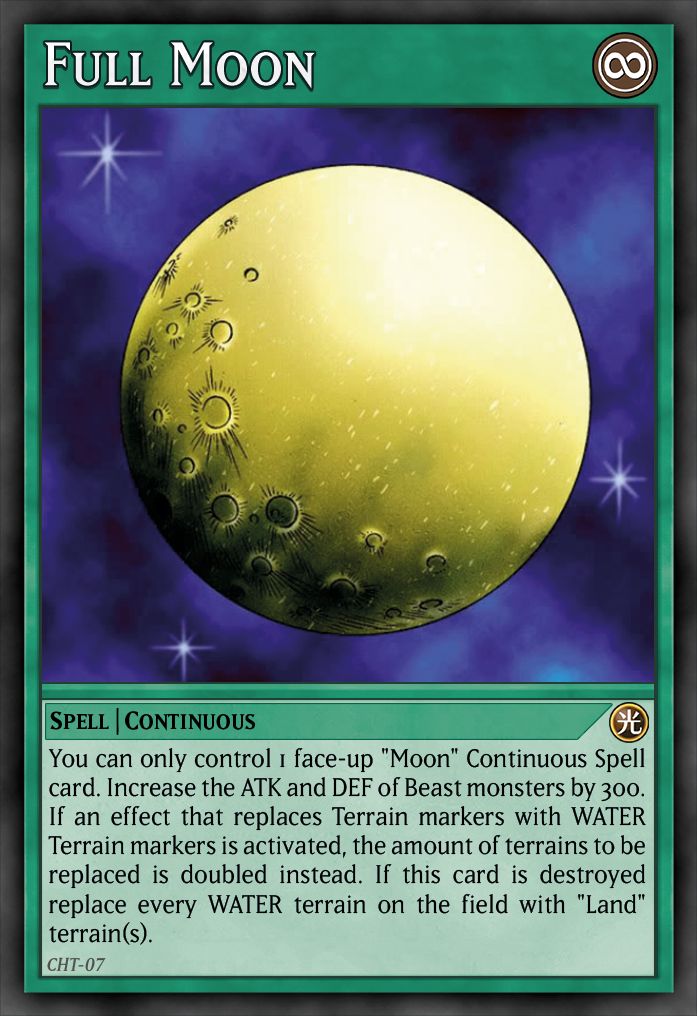 Full Moon
Spell | Continuous
光
You can only control 1 face-up "Moon" Continuous Spell
card. Increase the ATK and DEF of Beast monsters by 300.
If an effect that replaces Terrain markers with WATER
Terrain markers is activated, the amount of terrains to be
replaced is doubled instead. If this card is destroyed
replace every WATER terrain on the field with "Land"
terrain(s).
CHT-07